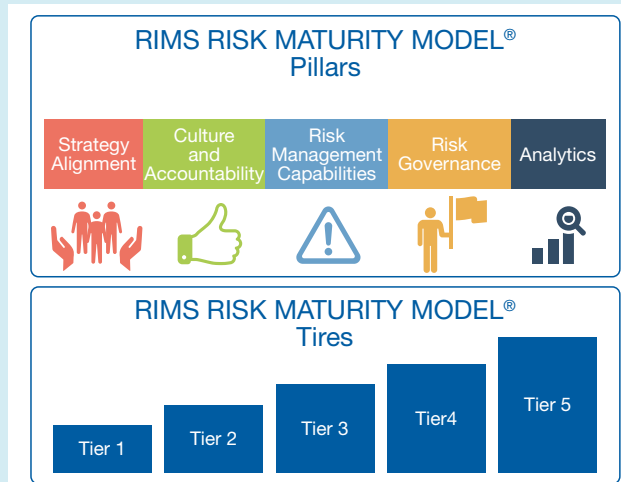 RIMS RISK MATURITY MODEL®
Pillars
Strategy
Alignment
Culture
and
Accountability
Risk
Management
Capabilities
Risk
Governance
Analytics
RIMS RISK MATURITY MODEL®
Tires
Tier 1
Tier 2
Tier 3
Tier4
Tier 5